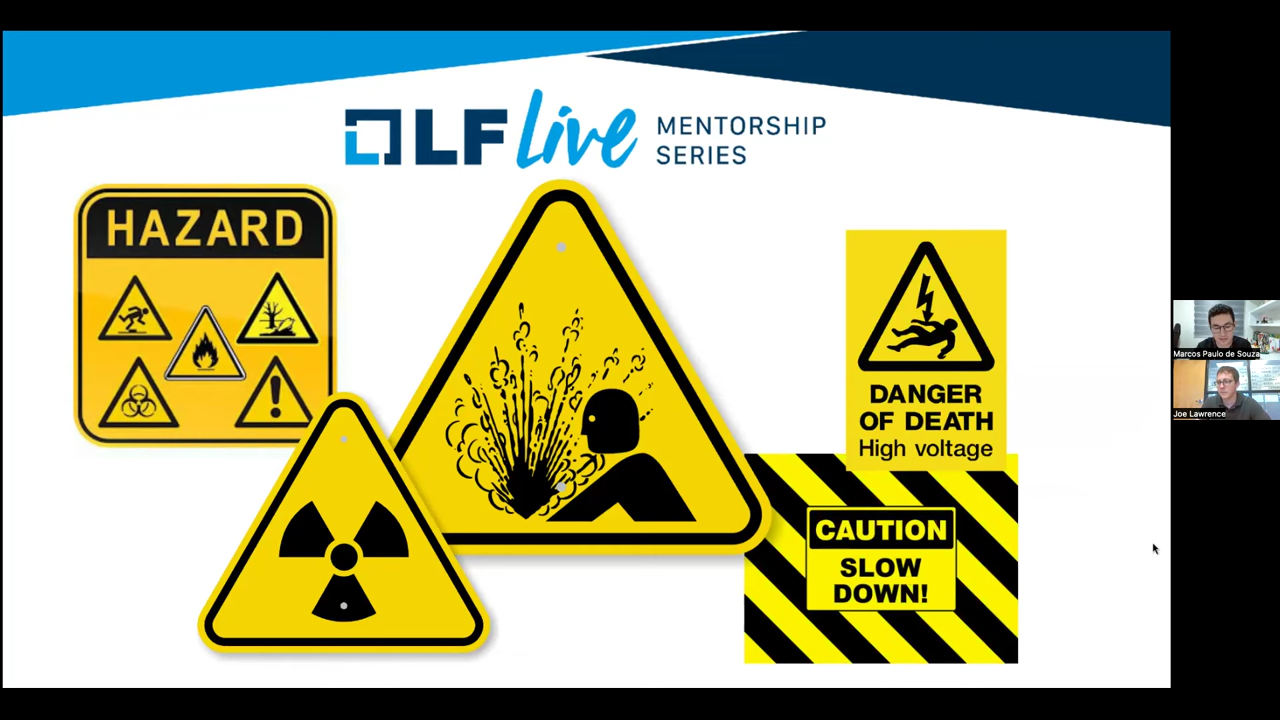 LF Live MENTORSHIP
SERIES
HAZARD
DANGER
OF DEATH
High voltage
CAUTION
SLOW
DOWN!
Marcos Paulo de Souza
Joe Lawrence